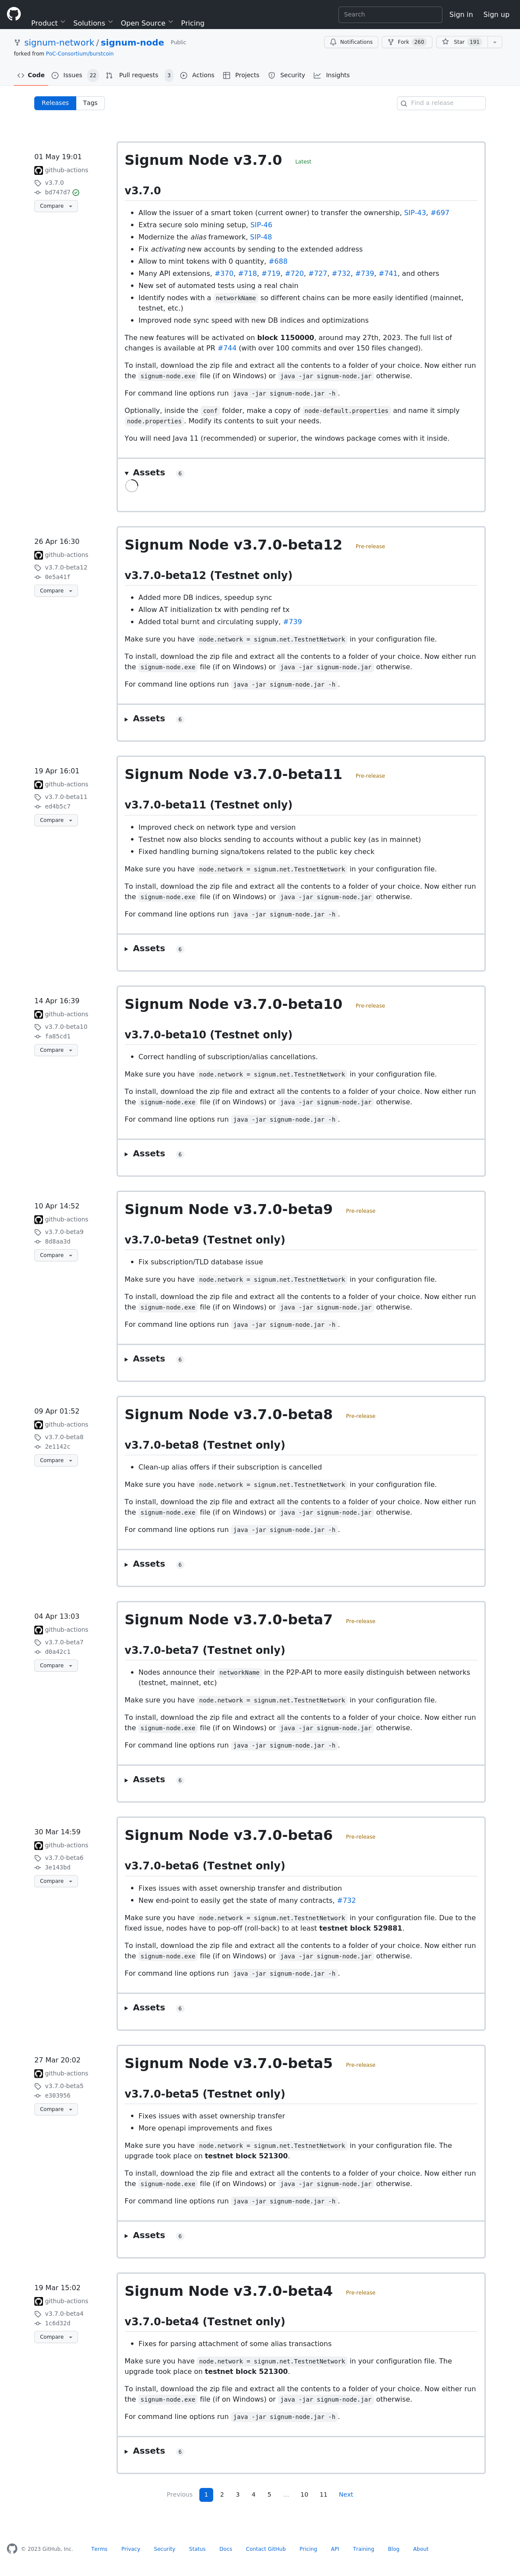 Product Solutions Open Source Pricing Search Sign in Sign up
signum-network / signum-node Public Notifications Fork 260 Star 191
forked from PoC-Consortium/burstcoin
Code Issues 22 Pull requests 3 Actions Projects Security Insights
Releases Tags Find a release
01 May 19:01
github-actions
v3.7.0
bd747d7
Compare
Signum Node v3.7.0 Latest
v3.7.0
Allow the issuer of a smart token (current owner) to transfer the ownership, SIP-43, #697
Extra secure solo mining setup, SIP-46
Modernize the alias framework, SIP-48
Fix activating new accounts by sending to the extended address
Allow to mint tokens with 0 quantity, #688
Many API extensions, #370, #718, #719, #720, #727, #732, #739, #741, and others
New set of automated tests using a real chain
Identify nodes with a networkName so different chains can be more easily identified (mainnet,
testnet, etc.)
Improved node sync speed with new DB indices and optimizations
The new features will be activated on block 1150000, around may 27th, 2023. The full list of
changes is available at PR #744 (with over 100 commits and over 150 files changed).
To install, download the zip file and extract all the contents to a folder of your choice. Now either run
the signum-node.exe file (if on Windows) or java -jar signum-node.jar otherwise.
For command line options run java -jar signum-node.jar -h.
Optionally, inside the conf folder, make a copy of node-default.properties and name it simply
node.properties. Modify its contents to suit your needs.
You will need Java 11 (recommended) or superior, the windows package comes with it inside.
Assets 6
26 Apr 16:30
github-actions
v3.7.0-beta12
0e5a41f
Compare
Signum Node v3.7.0-beta12 Pre-release
v3.7.0-beta12 (Testnet only)
Added more DB indices, speedup sync
Allow AT initialization tx with pending ref tx
Added total burnt and circulating supply, #739
Make sure you have node.network = signum.net.TestnetNetwork in your configuration file.
To install, download the zip file and extract all the contents to a folder of your choice. Now either run
the signum-node.exe file (if on Windows) or java -jar signum-node.jar otherwise.
For command line options run java -jar signum-node.jar -h.
Assets 6
19 Apr 16:01
github-actions
v3.7.0-beta11
ed4b5c7
Compare
Signum Node v3.7.0-beta11 Pre-release
v3.7.0-beta11 (Testnet only)
Improved check on network type and version
Testnet now also blocks sending to accounts without a public key (as in mainnet)
Fixed handling burning signa/tokens related to the public key check
Make sure you have node.network = signum.net.TestnetNetwork in your configuration file.
To install, download the zip file and extract all the contents to a folder of your choice. Now either run
the signum-node.exe file (if on Windows) or java -jar signum-node.jar otherwise.
For command line options run java -jar signum-node.jar -h.
Assets 6
14 Apr 16:39
github-actions
v3.7.0-beta10
fa85cd1
Compare
Signum Node v3.7.0-beta10 Pre-release
v3.7.0-beta10 (Testnet only)
Correct handling of subscription/alias cancellations.
Make sure you have node.network = signum.net.TestnetNetwork in your configuration file.
To install, download the zip file and extract all the contents to a folder of your choice. Now either run
the signum-node.exe file (if on Windows) or java -jar signum-node.jar otherwise.
For command line options run java -jar signum-node.jar -h.
Assets 6
10 Apr 14:52
github-actions
v3.7.0-beta9
8d8aa3d
Compare
Signum Node v3.7.0-beta9 Pre-release
v3.7.0-beta9 (Testnet only)
Fix subscription/TLD database issue
Make sure you have node.network = signum.net.TestnetNetwork in your configuration file.
To install, download the zip file and extract all the contents to a folder of your choice. Now either run
the signum-node.exe file (if on Windows) or java -jar signum-node.jar otherwise.
For command line options run java -jar signum-node.jar -h.
Assets 6
09 Apr 01:52
github-actions
v3.7.0-beta8
2e1142c
Compare
Signum Node v3.7.0-beta8 Pre-release
v3.7.0-beta8 (Testnet only)
Clean-up alias offers if their subscription is cancelled
Make sure you have node.network = signum.net.TestnetNetwork in your configuration file.
To install, download the zip file and extract all the contents to a folder of your choice. Now either run
the signum-node.exe file (if on Windows) or java -jar signum-node.jar otherwise.
For command line options run java -jar signum-node.jar -h.
Assets 6
04 Apr 13:03
github-actions
v3.7.0-beta7
d0a42c1
Compare
Signum Node v3.7.0-beta7 Pre-release
v3.7.0-beta7 (Testnet only)
Nodes announce their networkName in the P2P-API to more easily distinguish between networks
(testnet, mainnet, etc)
Make sure you have node.network = signum.net.TestnetNetwork in your configuration file.
To install, download the zip file and extract all the contents to a folder of your choice. Now either run
the signum-node.exe file (if on Windows) or java -jar signum-node.jar otherwise.
For command line options run java -jar signum-node.jar -h.
Assets 6
30 Mar 14:59
github-actions
v3.7.0-beta6
3e143bd
Compare
Signum Node v3.7.0-beta6 Pre-release
v3.7.0-beta6 (Testnet only)
Fixes issues with asset ownership transfer and distribution
New end-point to easily get the state of many contracts, #732
Make sure you have node.network = signum.net.TestnetNetwork in your configuration file. Due to the
fixed issue, nodes have to pop-off (roll-back) to at least testnet block 529881.
To install, download the zip file and extract all the contents to a folder of your choice. Now either run
the signum-node.exe file (if on Windows) or java -jar signum-node.jar otherwise.
For command line options run java -jar signum-node.jar -h.
Assets 6
27 Mar 20:02
github-actions
v3.7.0-beta5
e303956
Compare
Signum Node v3.7.0-beta5 Pre-release
v3.7.0-beta5 (Testnet only)
Fixes issues with asset ownership transfer
More openapi improvements and fixes
Make sure you have node.network = signum.net.TestnetNetwork in your configuration file. The
upgrade took place on testnet block 521300.
To install, download the zip file and extract all the contents to a folder of your choice. Now either run
the signum-node.exe file (if on Windows) or java -jar signum-node.jar otherwise.
For command line options run java -jar signum-node.jar -h.
Assets 6
19 Mar 15:02
github-actions
v3.7.0-beta4
1c6d32d
Compare
Signum Node v3.7.0-beta4 Pre-release
v3.7.0-beta4 (Testnet only)
Fixes for parsing attachment of some alias transactions
Make sure you have node.network = signum.net.TestnetNetwork in your configuration file. The
upgrade took place on testnet block 521300.
To install, download the zip file and extract all the contents to a folder of your choice. Now either run
the signum-node.exe file (if on Windows) or java -jar signum-node.jar otherwise.
For command line options run java -jar signum-node.jar -h.
Assets 6
Previous 1 2 3 4 5 … 10 11 Next
© 2023 GitHub, Inc. Terms Privacy Security Status Docs Contact GitHub Pricing API Training Blog About